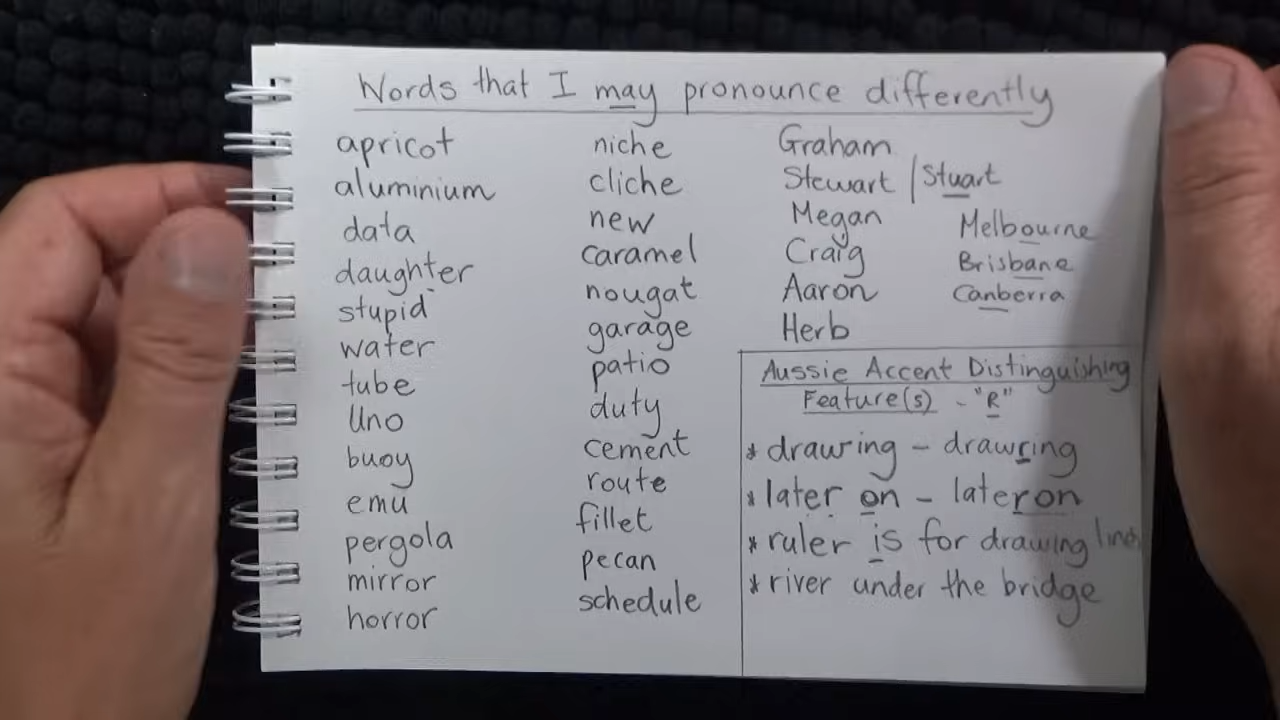 Words that I may pronounce differently
apricot
aluminium
data
daughter
stupid
water
tube
Uno
buoy
emu
pergola
mirror
horror
niche
cliche
new
caramel
nougat
garage
patio
duty
cement
route
fillet
pecan
schedule
Graham
Stewart | Stuart
Megan
Craig
Aaron
Herb
Melbourne
Brisbane
Canberra
Aussie Accent Distinguishing
Feature(s) - "R"
* drawing - drawring
* later on - later on
* ruler is for drawing lines
* river under the bridge